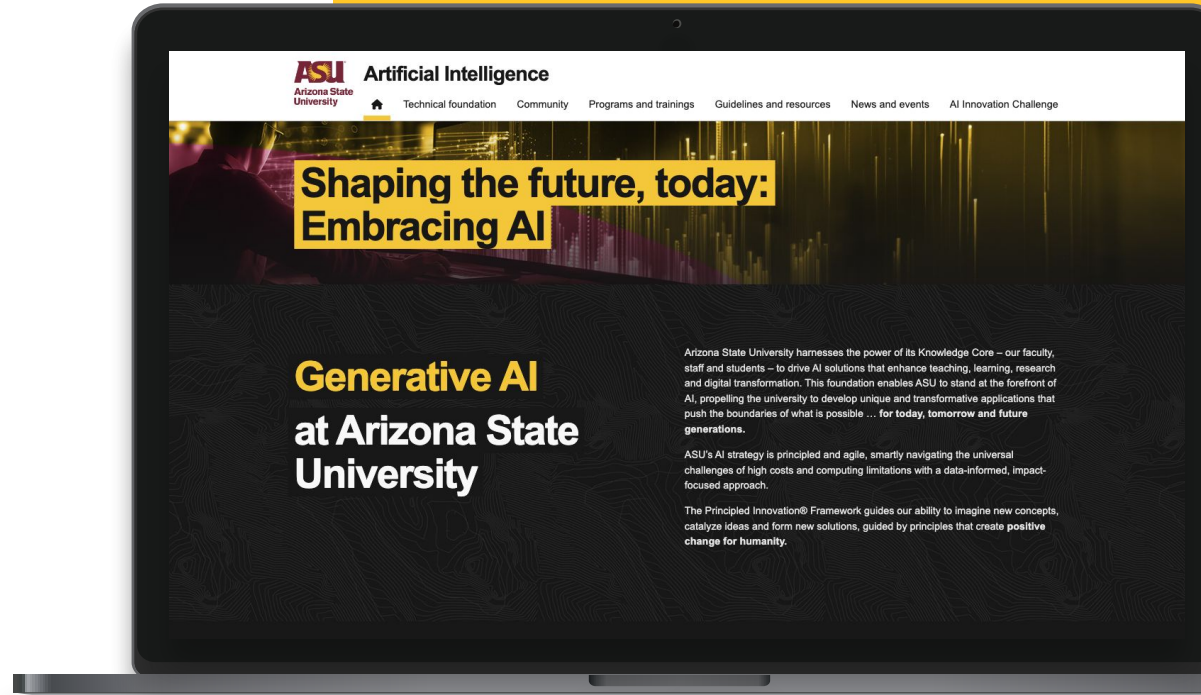 ASU
Arizona State
University
Artificial Intelligence
Technical foundation Community Programs and trainings Guidelines and resources News and events AI Innovation Challenge
Shaping the future, today:
Embracing AI
Generative AI
at Arizona State
University
Arizona State University harnesses the power of its Knowledge Core – our faculty,
staff and students – to drive AI solutions that enhance teaching, learning, research
and digital transformation. This foundation enables ASU to stand at the forefront of
AI, propelling the university to develop unique and transformative applications that
push the boundaries of what is possible … for today, tomorrow and future
generations.
ASU's AI strategy is principled and agile, smartly navigating the universal
challenges of high costs and computing limitations with a data-informed, impact-
focused approach.
The Principled Innovation® Framework guides our ability to imagine new concepts,
catalyze ideas and form new solutions, guided by principles that create positive
change for humanity.